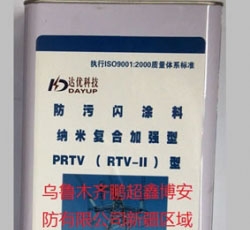 执行ISO9001:2000质量体系标准
达优科技
DAYUP
防污闪涂料
纳米复合加强型
PRTV（RTV-II）型
乌鲁木齐鹏超鑫博安
防有限公司新疆区域